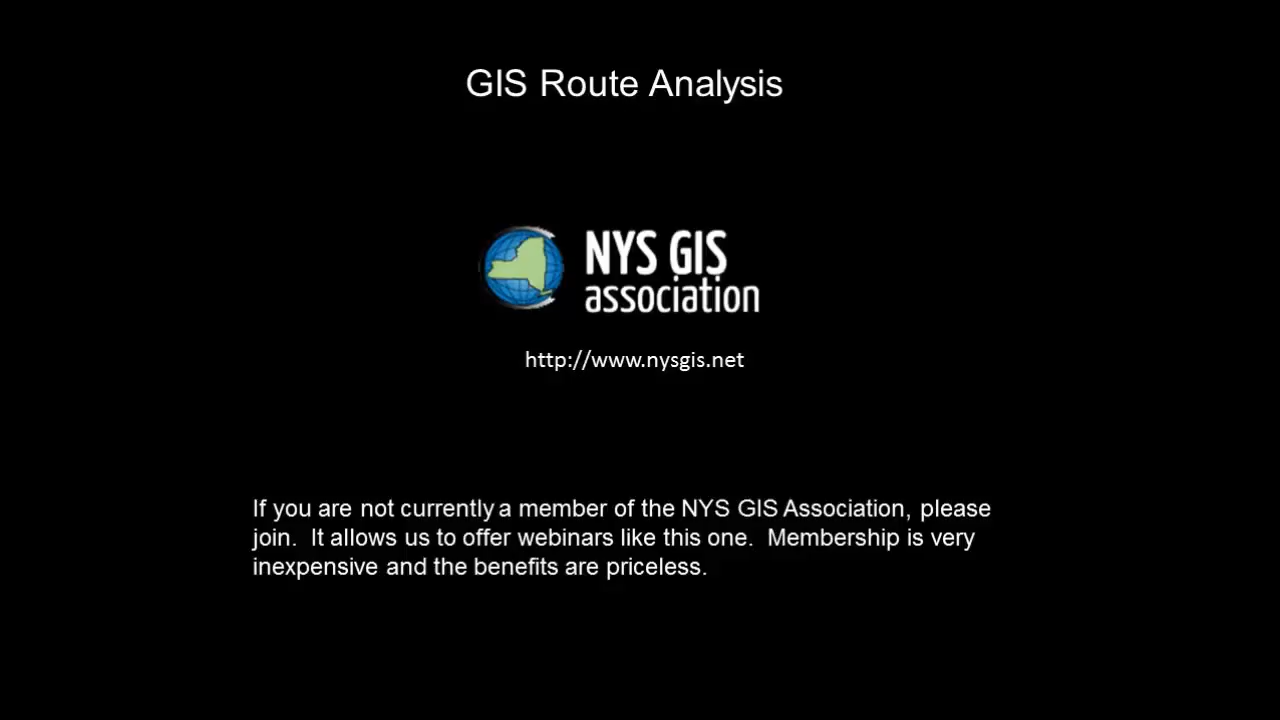 GIS Route Analysis
NYS GIS
association
http://www.nysgis.net
If you are not currently a member of the NYS GIS Association, please
join.  It allows us to offer webinars like this one.  Membership is very
inexpensive and the benefits are priceless.